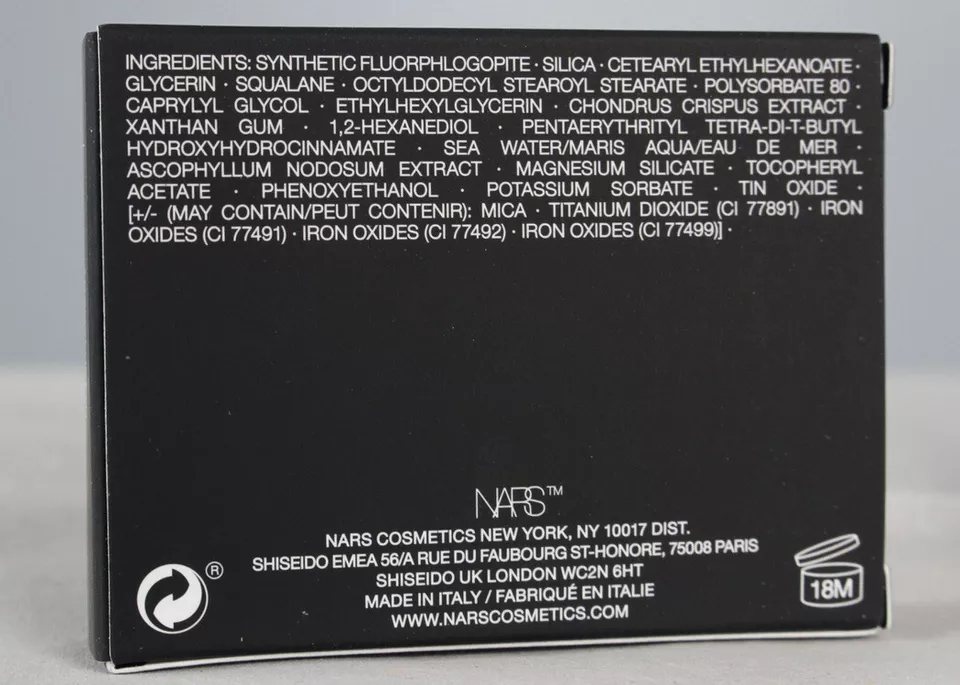 INGREDIENTS: SYNTHETIC FLUORPHLOGOPITE · SILICA · CETEARYL ETHYLHEXANOATE ·
GLYCERIN · SQUALANE · OCTYLDODECYL STEAROYL STEARATE · POLYSORBATE 80 ·
CAPRYLYL GLYCOL · ETHYLHEXYLGLYCERIN · CHONDRUS CRISPUS EXTRACT ·
XANTHAN GUM · 1,2-HEXANEDIOL · PENTAERYTHRITYL TETRA-DI-T-BUTYL
HYDROXYHYDROCINNAMATE · SEA WATER/MARIS AQUA/EAU DE MER ·
ASCOPHYLLUM NODOSUM EXTRACT · MAGNESIUM SILICATE · TOCOPHERYL
ACETATE · PHENOXYETHANOL · POTASSIUM SORBATE · TIN OXIDE ·
[+/- (MAY CONTAIN/PEUT CONTENIR): MICA · TITANIUM DIOXIDE (CI 77891) · IRON
OXIDES (CI 77491) · IRON OXIDES (CI 77492) · IRON OXIDES (CI 77499)] ·
NARS™
NARS COSMETICS NEW YORK, NY 10017 DIST.
SHISEIDO EMEA 56/A RUE DU FAUBOURG ST-HONORE, 75008 PARIS
SHISEIDO UK LONDON WC2N 6HT
MADE IN ITALY / FABRIQUÉ EN ITALIE
WWW.NARSCOSMETICS.COM
®
18M